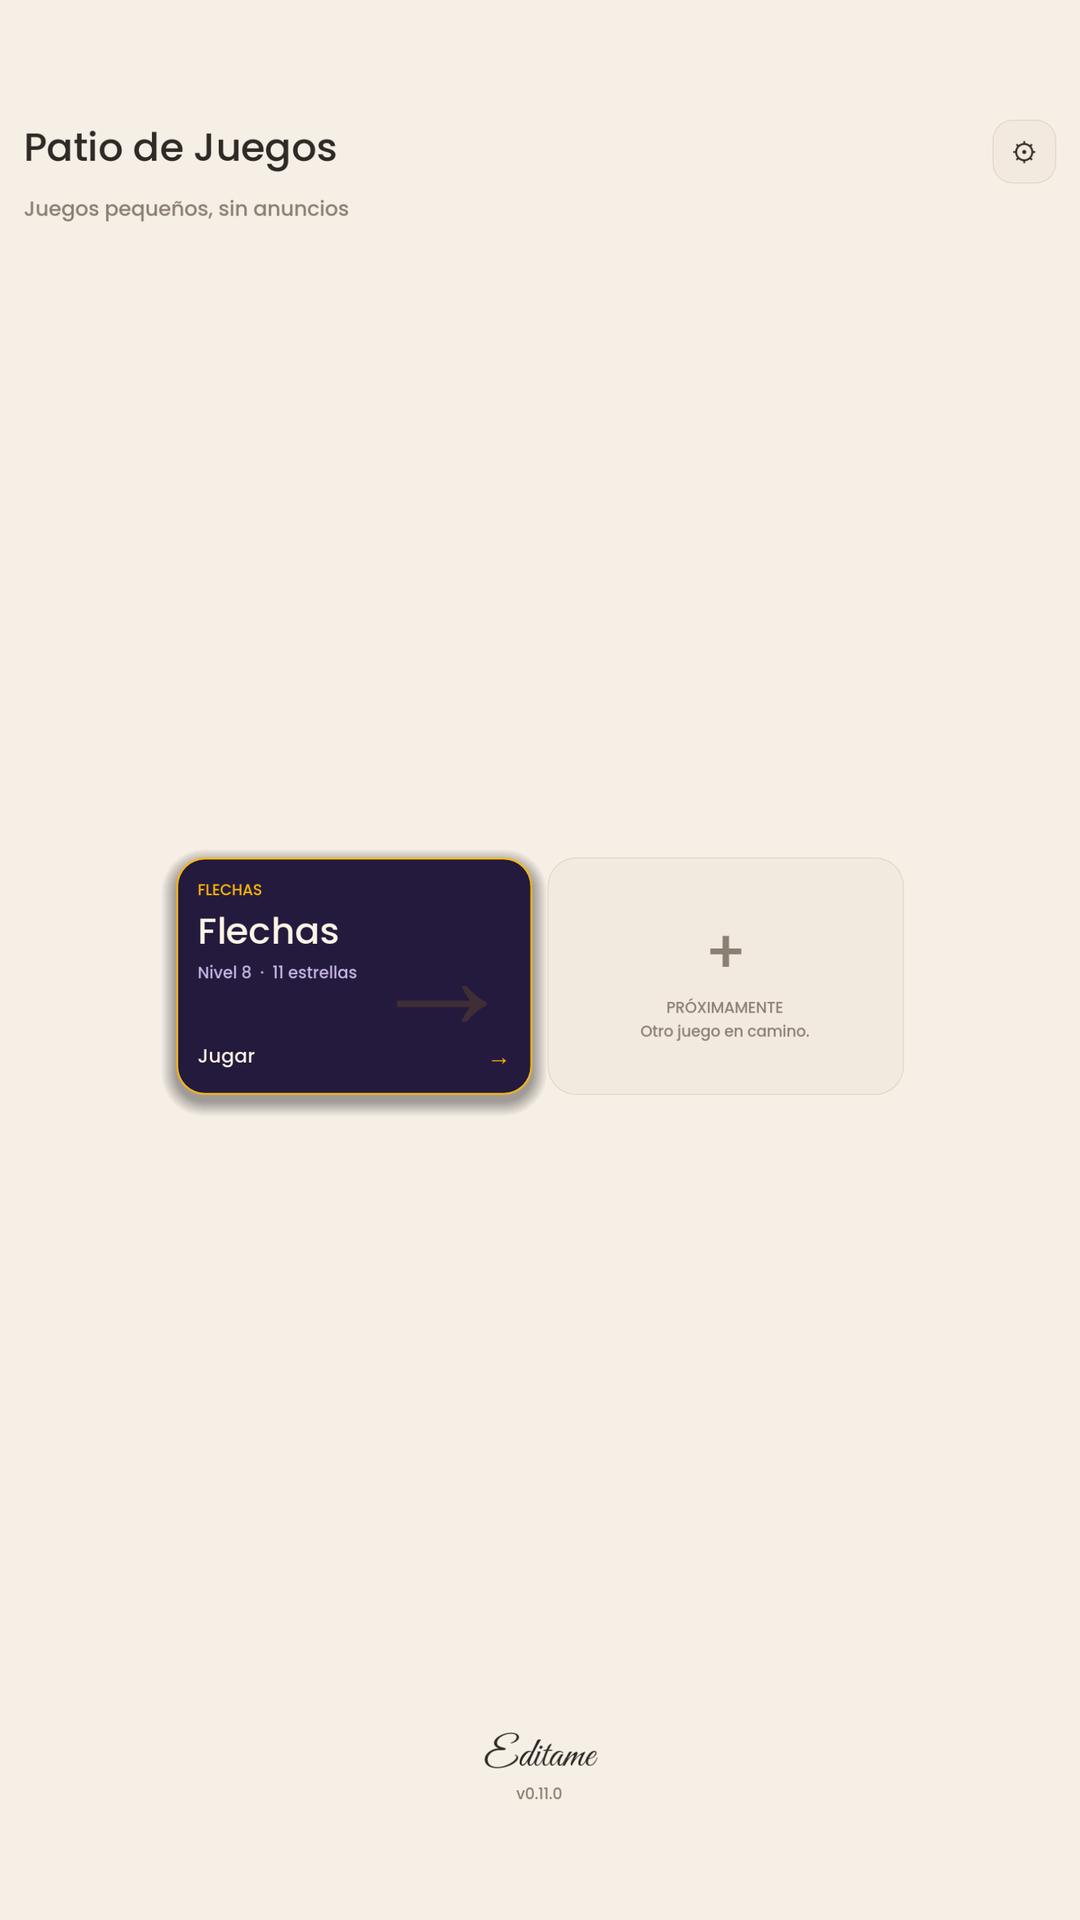 Patio de Juegos
Juegos pequeños, sin anuncios
FLECHAS
Flechas
Nivel 8 · 11 estrellas
Jugar →
+
PRÓXIMAMENTE
Otro juego en camino.
Editame
v0.11.0